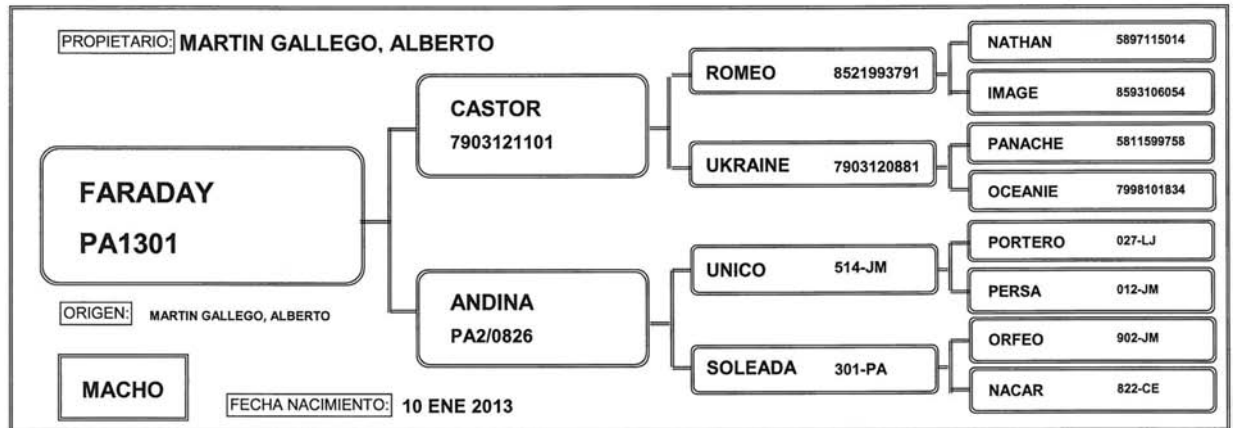 PROPIETARIO: MARTIN GALLEGO, ALBERTO
FARADAY
PA1301
ORIGEN: MARTIN GALLEGO, ALBERTO
MACHO
FECHA NACIMIENTO: 10 ENE 2013
CASTOR
7903121101
ANDINA
PA2/0826
ROMEO 8521993791
UKRAINE 7903120881
UNICO 514-JM
SOLEADA 301-PA
NATHAN 5897115014
IMAGE 8593106054
PANACHE 5811599758
OCEANIE 7998101834
PORTERO 027-LJ
PERSA 012-JM
ORFEO 902-JM
NACAR 822-CE